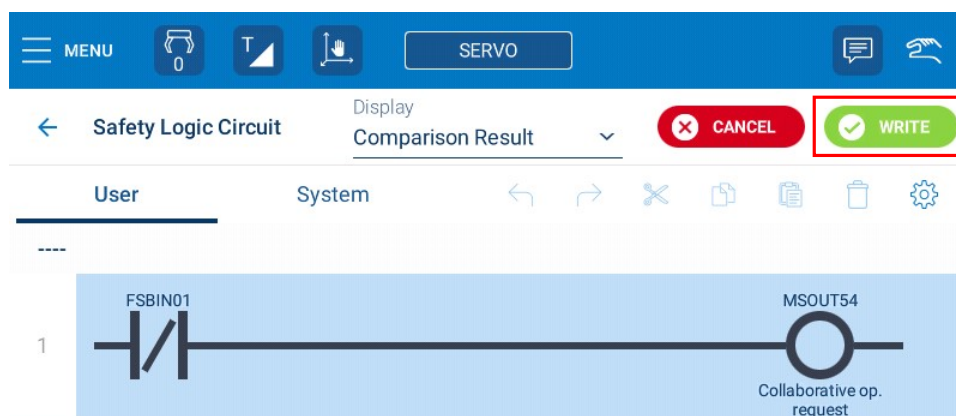 MENU
0
T
SERVO
Safety Logic Circuit
Display
Comparison Result
CANCEL
WRITE
User
System
----
FSBIN01
MSOUT54
1
Collaborative op.
request